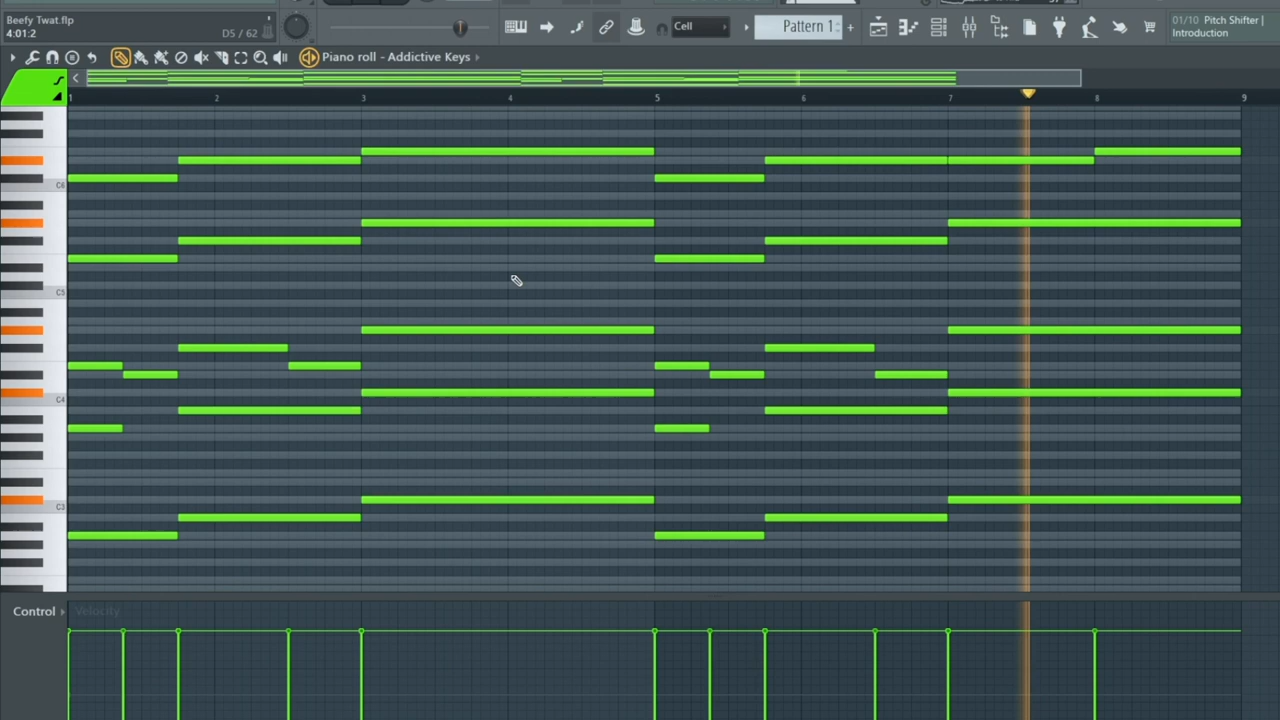 Beefy Twat.flp
4:01:2 D5 / 62
Cell
Pattern 1
01/10 Pitch Shifter |
Introduction
Piano roll - Addictive Keys
1 2 3 4 5 6 7 8 9
C6
C5
C4
C3
Control Velocity